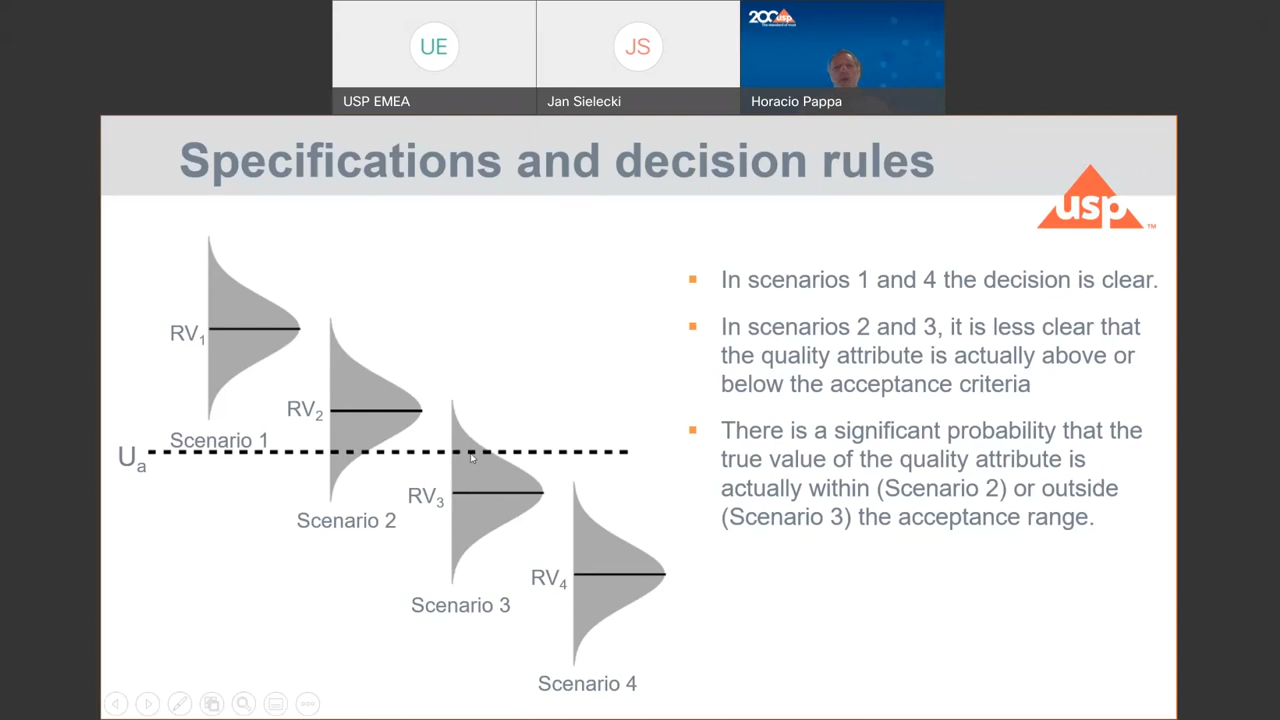 UE
JS
200 usp
USP EMEA
Jan Sielecki
Horacio Pappa
Specifications and decision rules
usp™
RV1
RV2
Scenario 1
Ua
RV3
Scenario 2
RV4
Scenario 3
Scenario 4
In scenarios 1 and 4 the decision is clear.
In scenarios 2 and 3, it is less clear that
the quality attribute is actually above or
below the acceptance criteria
There is a significant probability that the
true value of the quality attribute is
actually within (Scenario 2) or outside
(Scenario 3) the acceptance range.